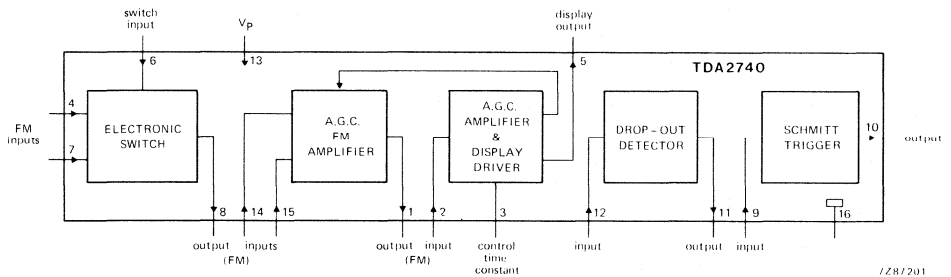 switch
input
VP
display
output
6
13
5
TDA2740
4
FM
inputs
7
ELECTRONIC
SWITCH
A.G.C.
FM
AMPLIFIER
A.G.C.
AMPLIFIER
&
DISPLAY
DRIVER
DROP-OUT
DETECTOR
SCHMITT
TRIGGER
10
output
8
14
15
1
2
3
12
11
9
16
output
(FM)
inputs
output
(FM)
input
control
time
constant
input
output
input
7Z87201